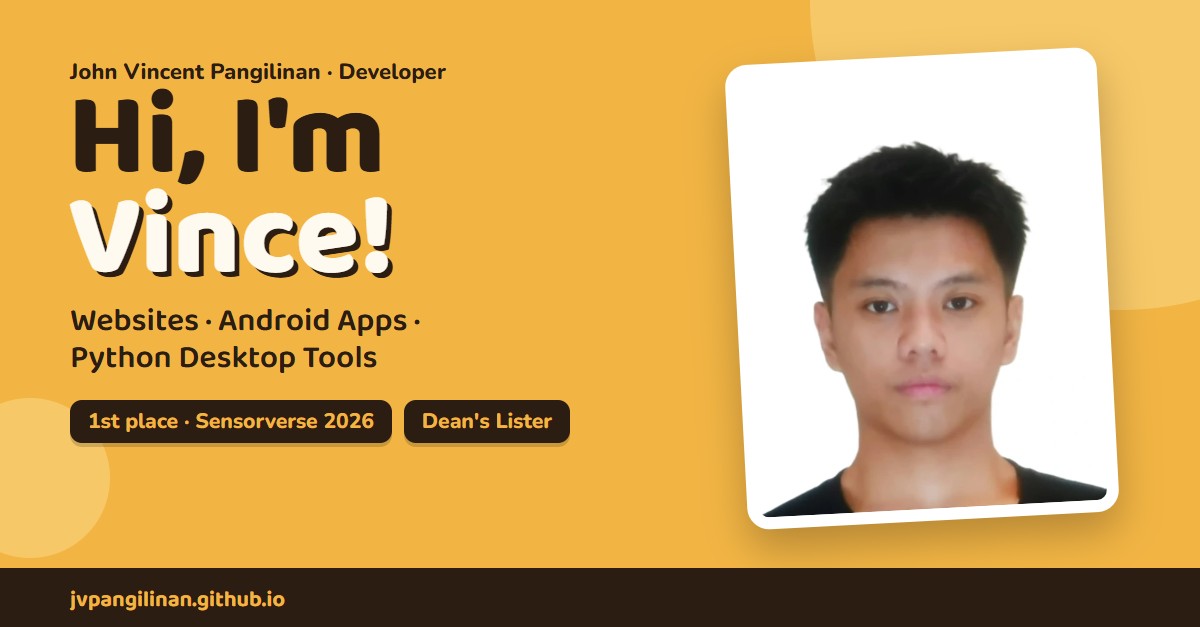 John Vincent Pangilinan · Developer
Hi, I'm
Vince!
Websites · Android Apps ·
Python Desktop Tools
1st place · Sensorverse 2026
Dean's Lister
jvpangilinan.github.io